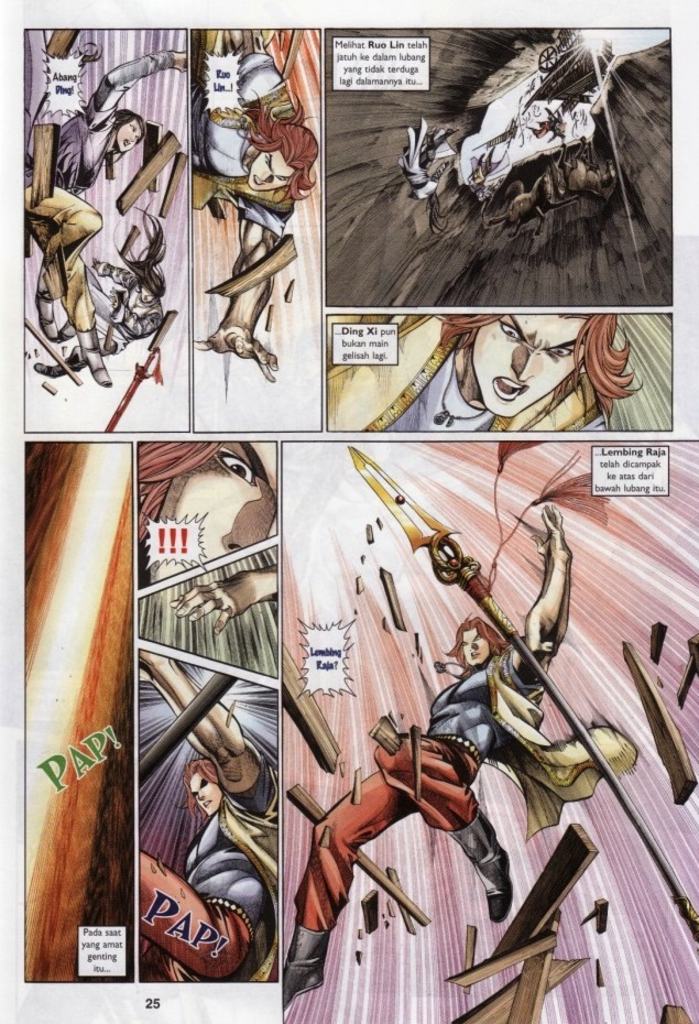 Abang
Ding!
Ruo
Lin..!
Melihat Ruo Lin telah
jatuh ke dalam lubang
yang tidak terduga
lagi dalamannya itu...
...Ding Xi pun
bukan main
gelisah lagi.
PAP!
Pada saat
yang amat
genting
itu...
!!!
PAP!
...Lembing Raja
telah dicampak
ke atas dari
bawah lubang itu.
Lembing
Raja?
25